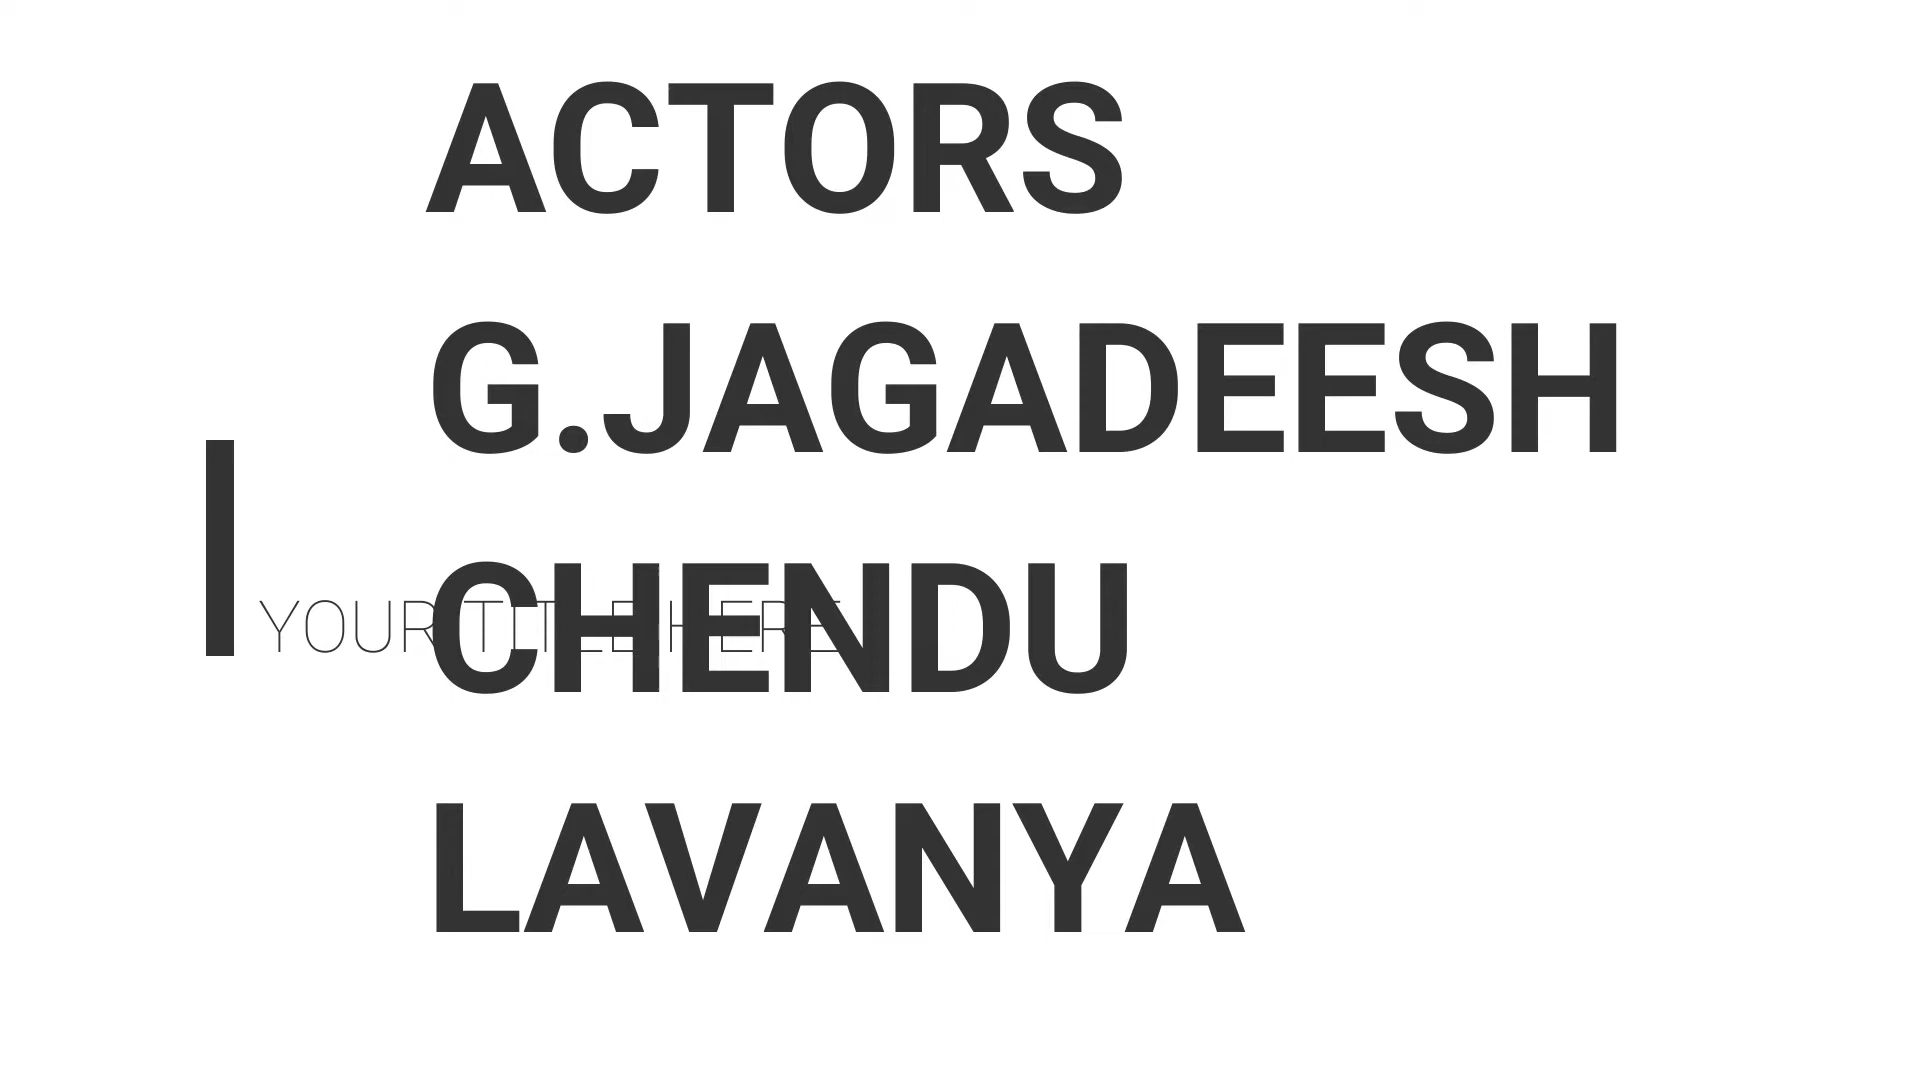 ACTORS
G.JAGADEESH
CHENDU
YOUR TITLE HERE
LAVANYA